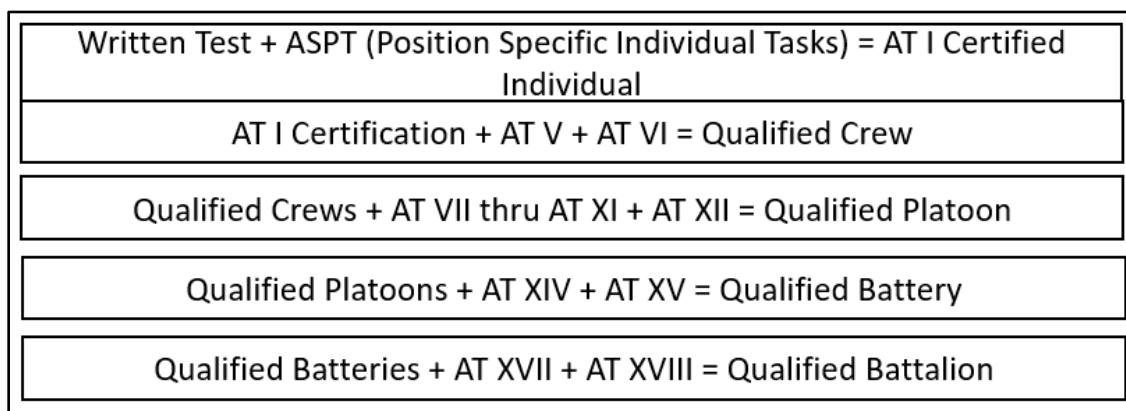 Written Test + ASPT (Position Specific Individual Tasks) = AT I Certified
Individual
AT I Certification + AT V + AT VI = Qualified Crew
Qualified Crews + AT VII thru AT XI + AT XII = Qualified Platoon
Qualified Platoons + AT XIV + AT XV = Qualified Battery
Qualified Batteries + AT XVII + AT XVIII = Qualified Battalion